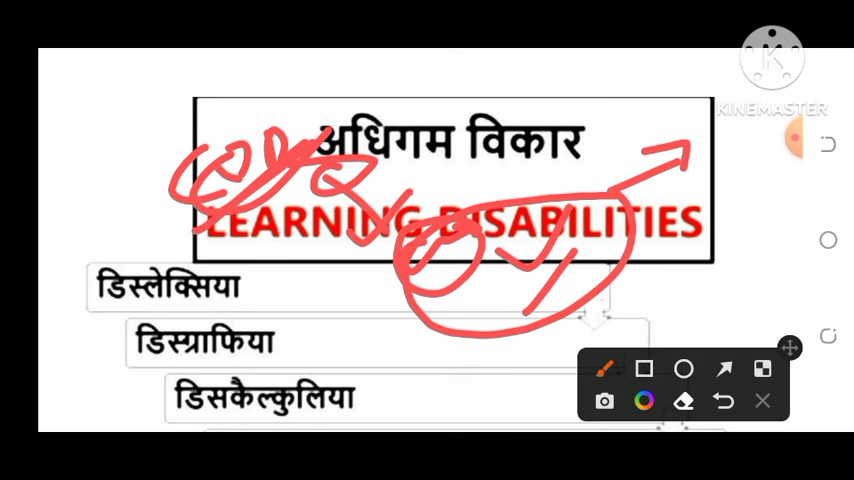 KINEMASTER
अधिगम विकार
LEARNING DISABILITIES
डिस्लेक्सिया
डिस्ग्राफिया
डिसकैल्कुलिया